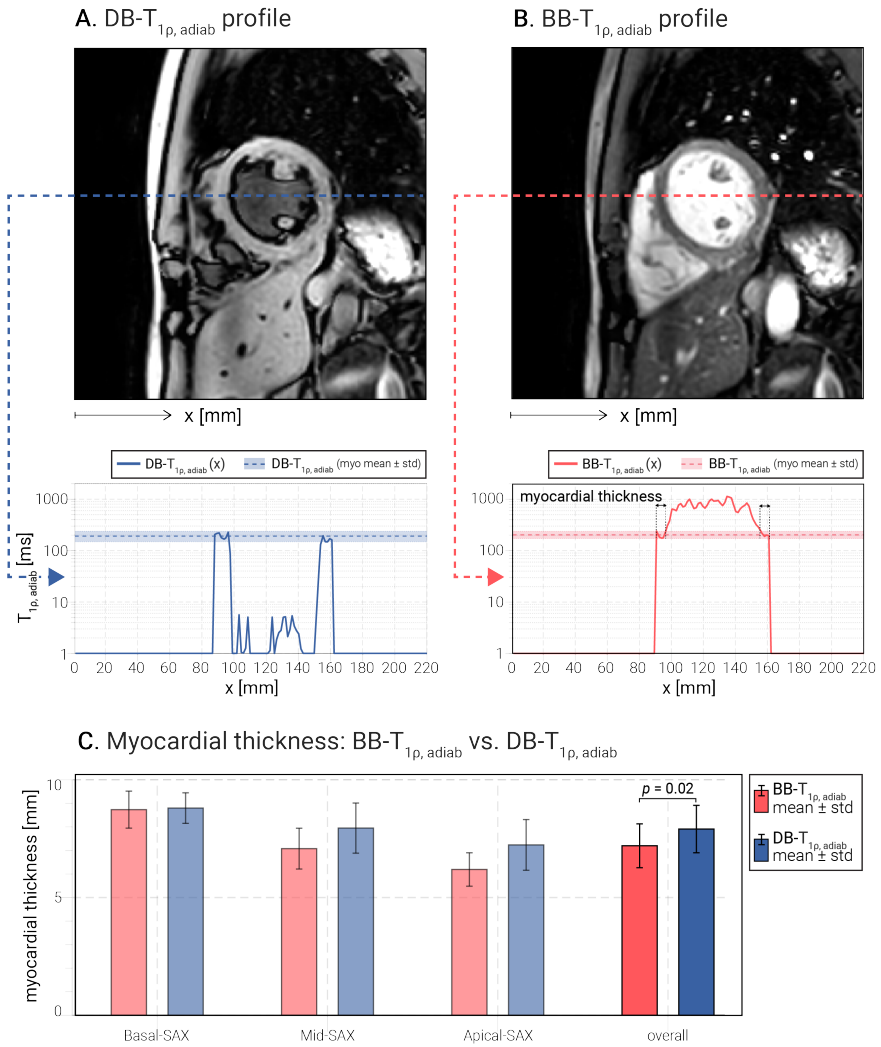 A. DB-T1ρ, adiab profile
B. BB-T1ρ, adiab profile
x [mm]
x [mm]
DB-T1ρ, adiab (x) DB-T1ρ, adiab (myo mean ± std)
BB-T1ρ, adiab (x) BB-T1ρ, adiab (myo mean ± std)
T1ρ, adiab [ms]
1000
100
10
1
0 20 40 60 80 100 120 140 160 180 200 220
x [mm]
myocardial thickness
1000
100
10
1
0 20 40 60 80 100 120 140 160 180 200 220
x [mm]
C. Myocardial thickness: BB-T1ρ, adiab vs. DB-T1ρ, adiab
myocardial thickness [mm]
10
5
0
p = 0.02
Basal-SAX Mid-SAX Apical-SAX overall
BB-T1ρ, adiab
mean ± std
DB-T1ρ, adiab
mean ± std